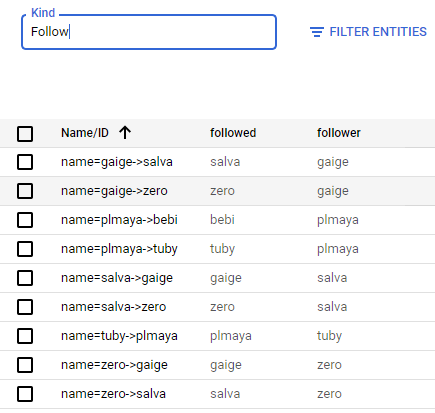 Kind
Follow
FILTER ENTITIES
Name/ID followed follower
name=gaige->salva salva gaige
name=gaige->zero zero gaige
name=plmaya->bebi bebi plmaya
name=plmaya->tuby tuby plmaya
name=salva->gaige gaige salva
name=salva->zero zero salva
name=tuby->plmaya plmaya tuby
name=zero->gaige gaige zero
name=zero->salva salva zero